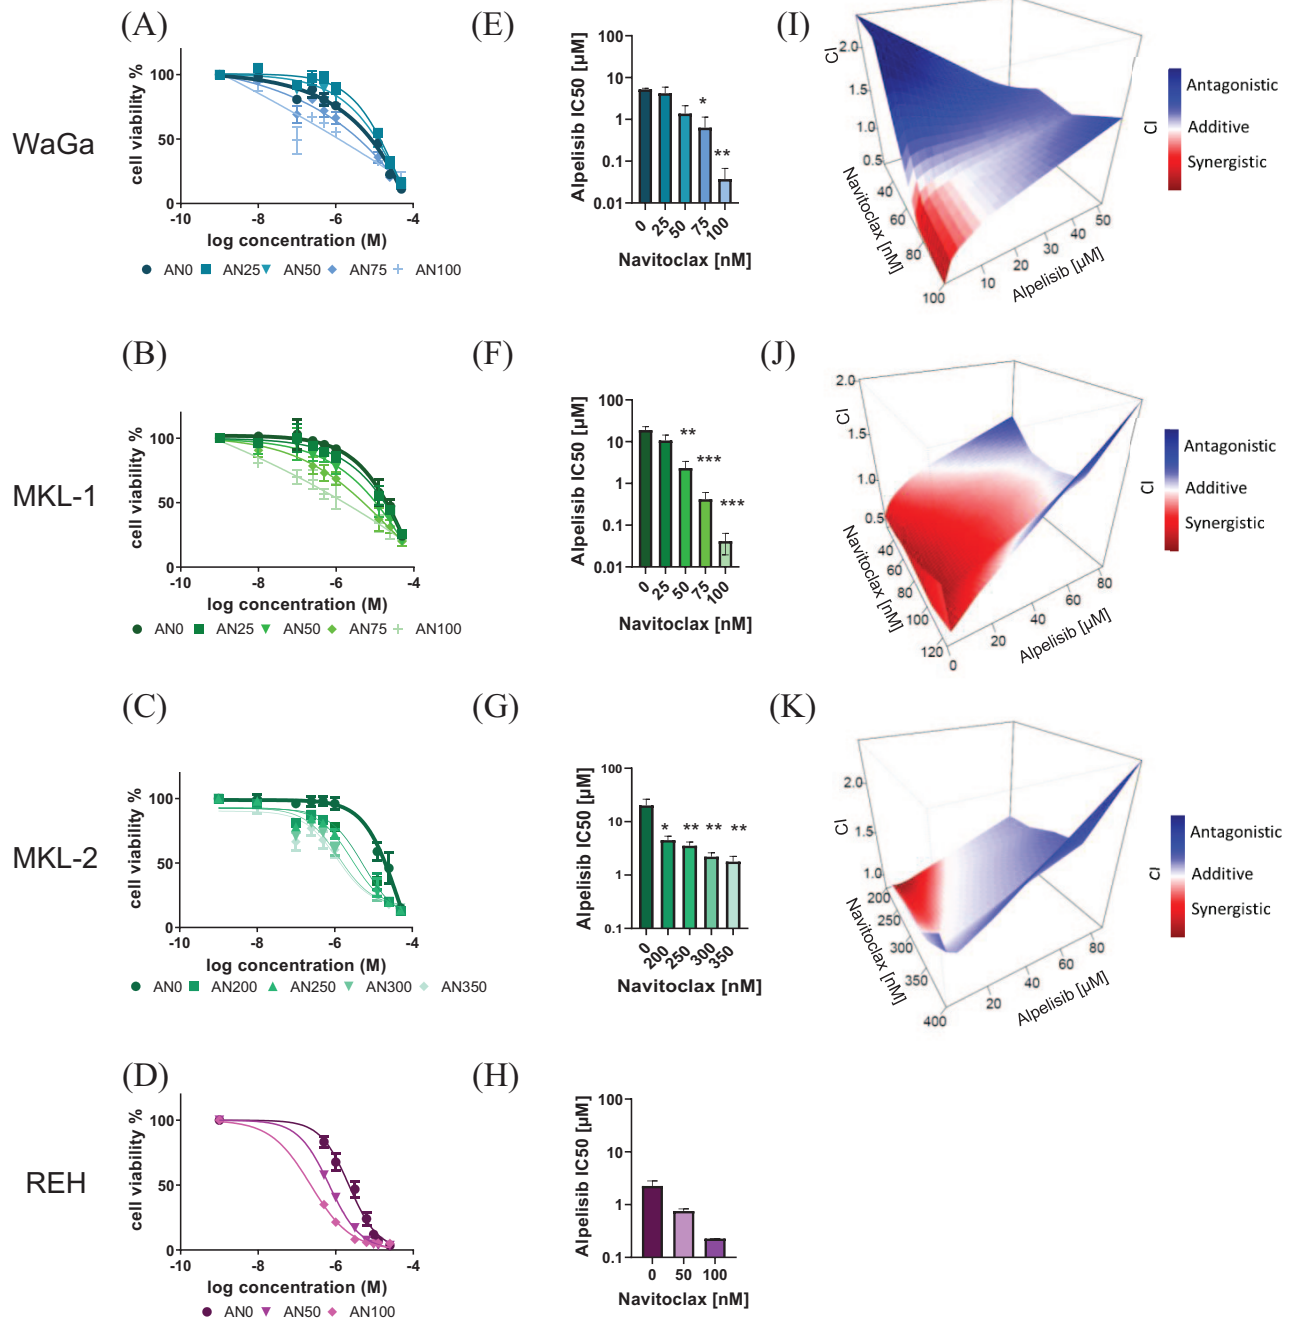 WaGa
(A)
cell viability %
100
50
0
-10
-8
-6
-4
log concentration (M)
AN0 AN25 AN50 AN75 AN100
(E)
Alpelisib IC50 [µM]
100
10
1
0.1
0.01
*
**
0
25
50
75
100
Navitoclax [nM]
(I)
CI
2.0
1.5
1.0
0.5
40
60
80
100
Navitoclax [nM]
10
20
30
40
50
Alpelisib [µM]
CI
Antagonistic
Additive
Synergistic
MKL-1
(B)
cell viability %
100
50
0
-10
-8
-6
-4
log concentration (M)
AN0 AN25 AN50 AN75 AN100
(F)
Alpelisib IC50 [µM]
100
10
1
0.1
0.01
**
***
***
0
25
50
75
100
Navitoclax [nM]
(J)
CI
2.0
1.5
1.0
0.5
40
60
80
100
120
Navitoclax [nM]
0
20
40
60
80
Alpelisib [µM]
CI
Antagonistic
Additive
Synergistic
MKL-2
(C)
cell viability %
100
50
0
-10
-8
-6
-4
log concentration (M)
AN0 AN200 AN250 AN300 AN350
(G)
Alpelisib IC50 [µM]
100
10
1
0.1
*
**
**
**
0
200
250
300
350
Navitoclax [nM]
(K)
CI
2.0
1.5
1.0
200
250
300
350
400
Navitoclax [nM]
20
40
60
80
Alpelisib [µM]
CI
Antagonistic
Additive
Synergistic
REH
(D)
cell viability %
100
50
0
-10
-8
-6
-4
log concentration (M)
AN0 AN50 AN100
(H)
Alpelisib IC50 [µM]
100
10
1
0.1
0
50
100
Navitoclax [nM]